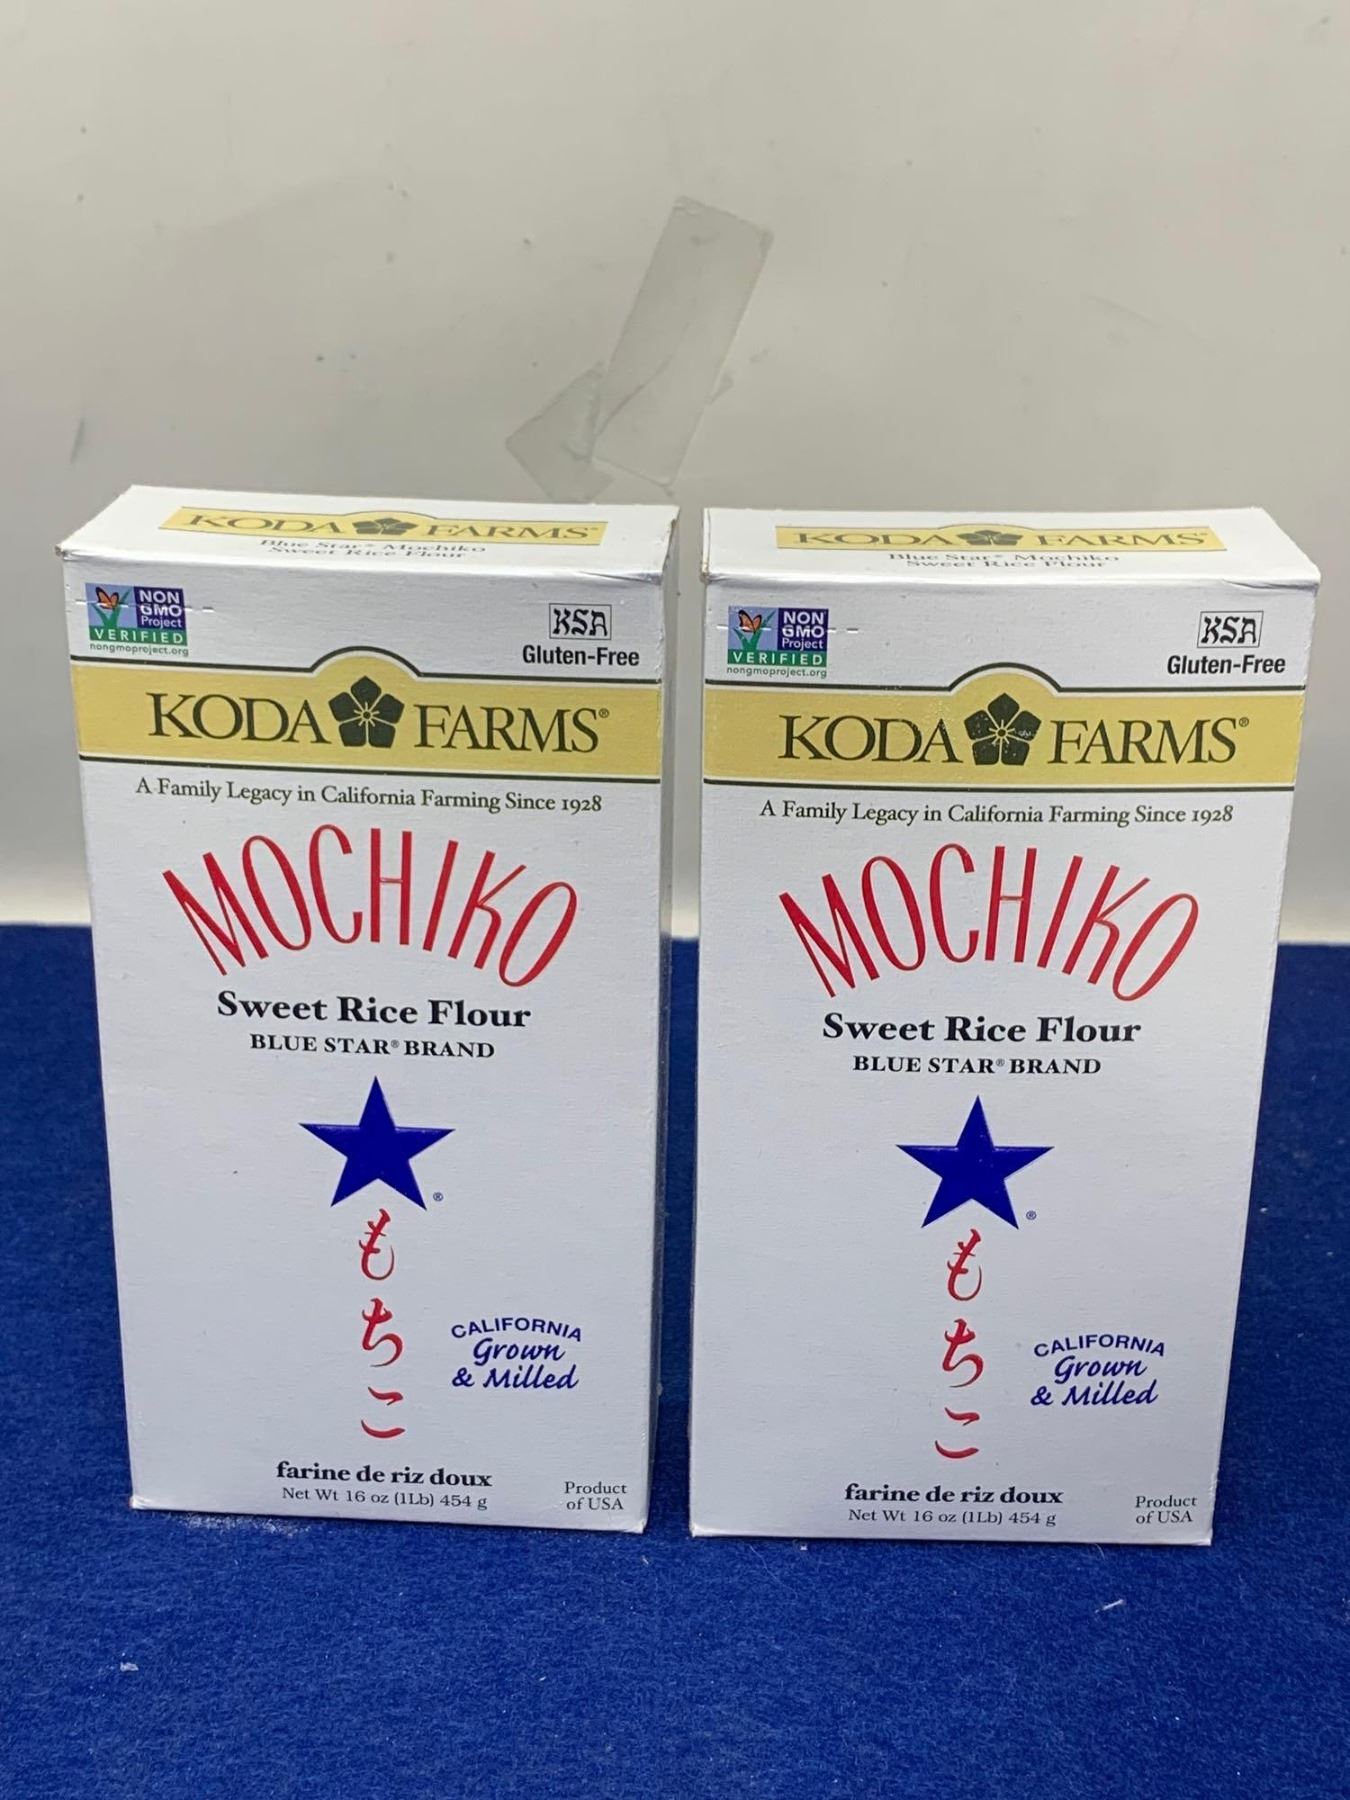 KODA FARMS®
Blue Star® Mochiko
Sweet Rice Flour
NON
GMO
Project
VERIFIED
nongmoproject.org
KSA
Gluten-Free
KODA FARMS®
A Family Legacy in California Farming Since 1928
MOCHIKO
Sweet Rice Flour
BLUE STAR® BRAND
®
もちこ
CALIFORNIA
Grown
& Milled
farine de riz doux
Net Wt 16 oz (1Lb) 454 g
Product
of USA
KODA FARMS®
Blue Star® Mochiko
Sweet Rice Flour
NON
GMO
Project
VERIFIED
nongmoproject.org
KSA
Gluten-Free
KODA FARMS®
A Family Legacy in California Farming Since 1928
MOCHIKO
Sweet Rice Flour
BLUE STAR® BRAND
®
もちこ
CALIFORNIA
Grown
& Milled
farine de riz doux
Net Wt 16 oz (1Lb) 454 g
Product
of USA